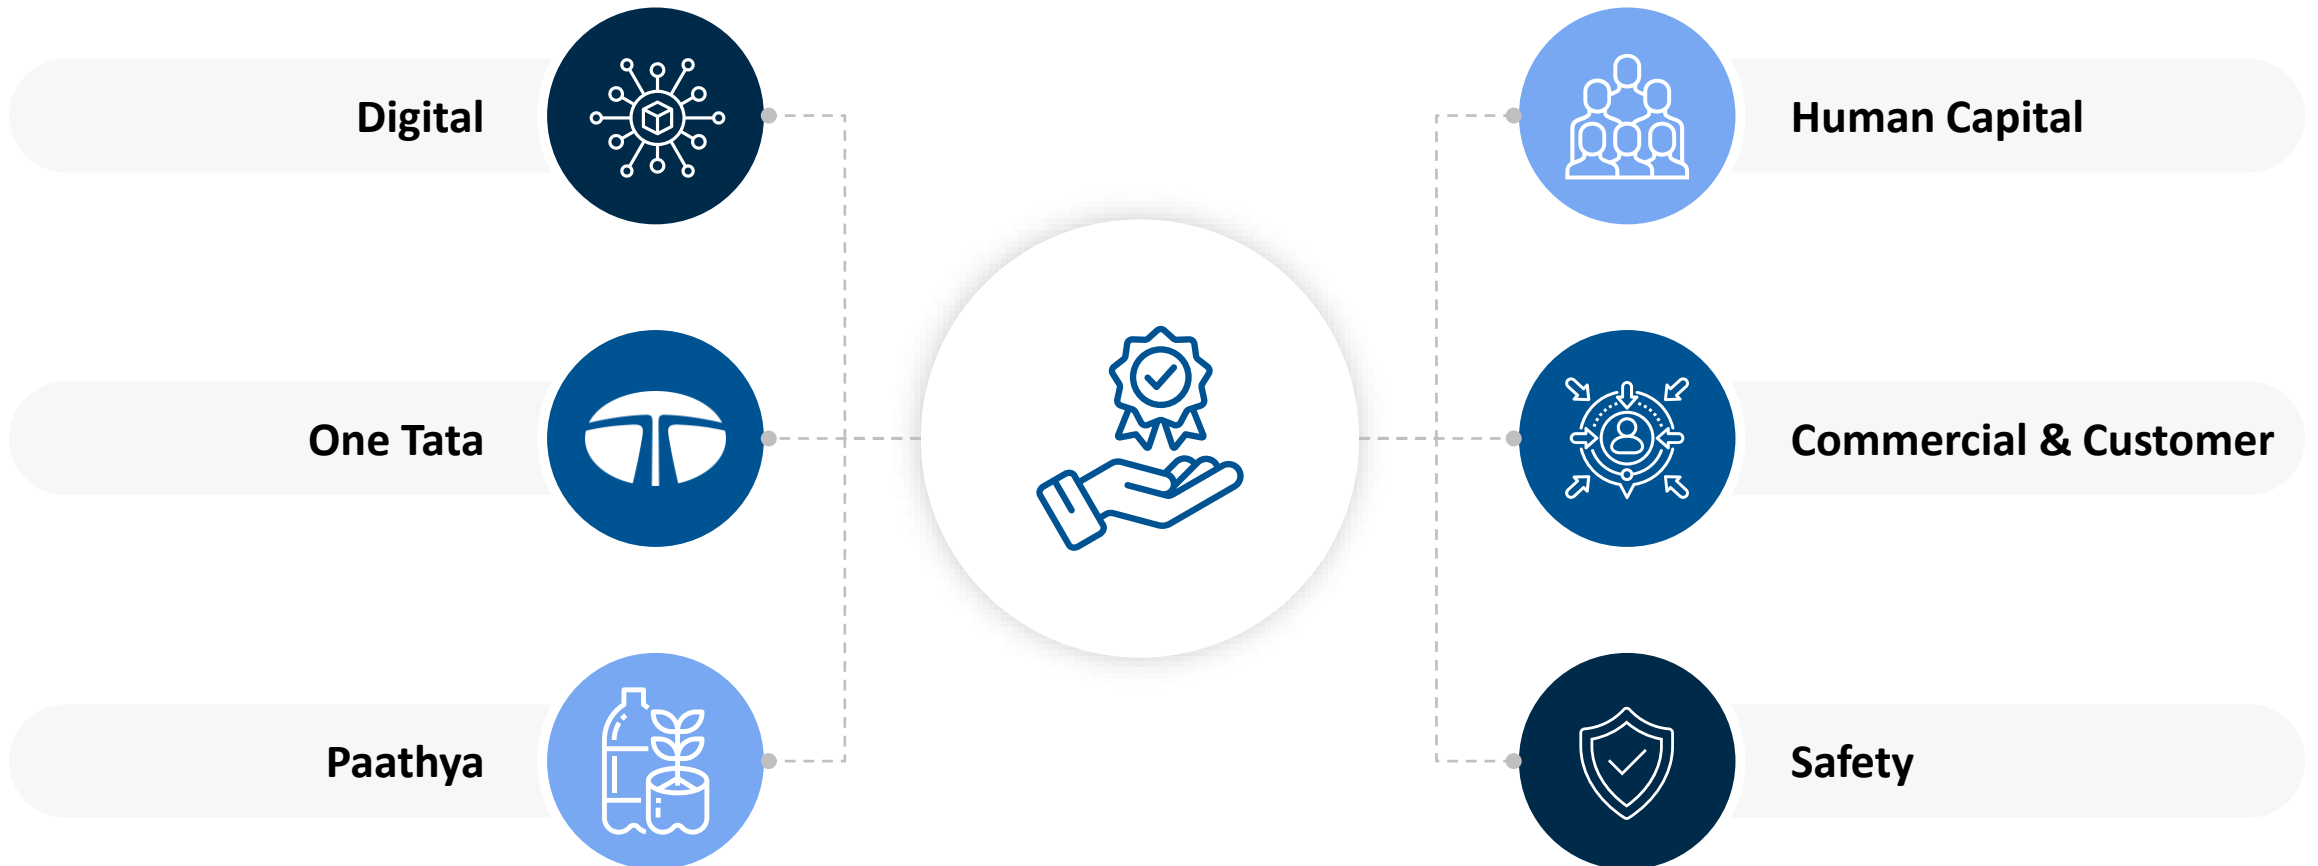 Digital
One Tata
Paathya
Human Capital
Commercial & Customer
Safety